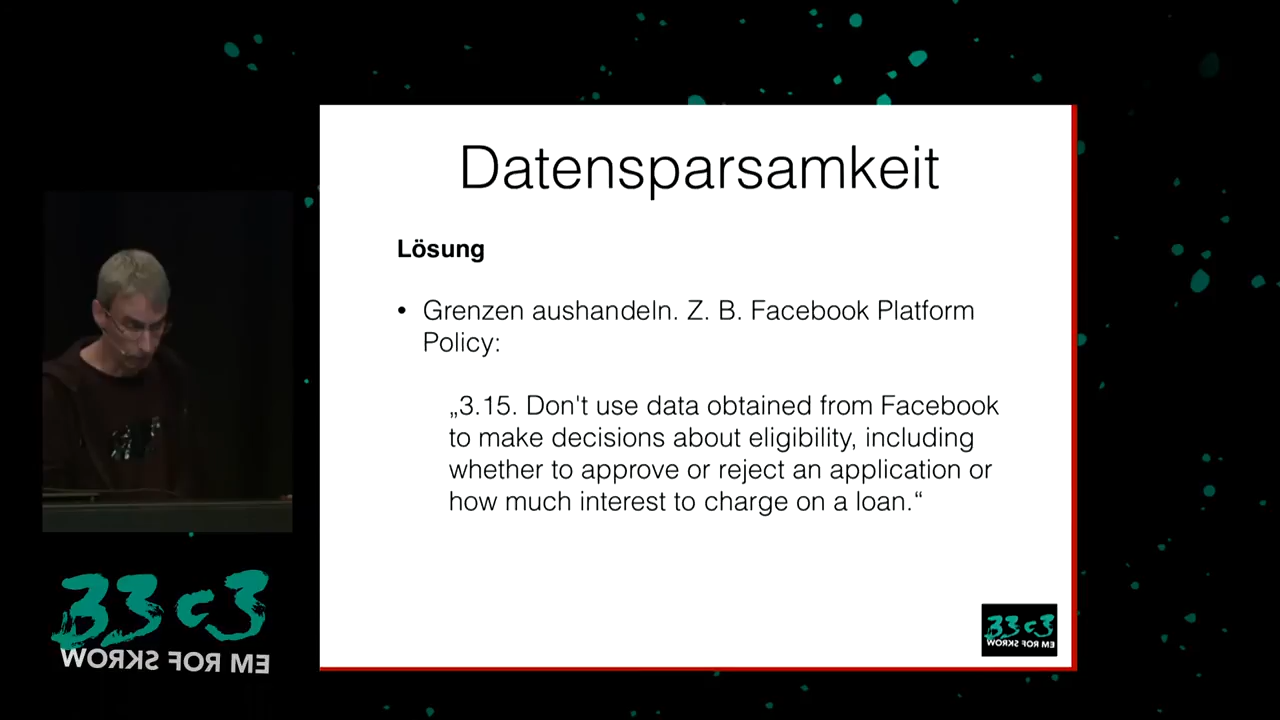 Datensparsamkeit
Lösung
• Grenzen aushandeln. Z. B. Facebook Platform
Policy:
„3.15. Don't use data obtained from Facebook
to make decisions about eligibility, including
whether to approve or reject an application or
how much interest to charge on a loan.“
33c3
WORKS FOR ME
33c3
WORKS FOR ME